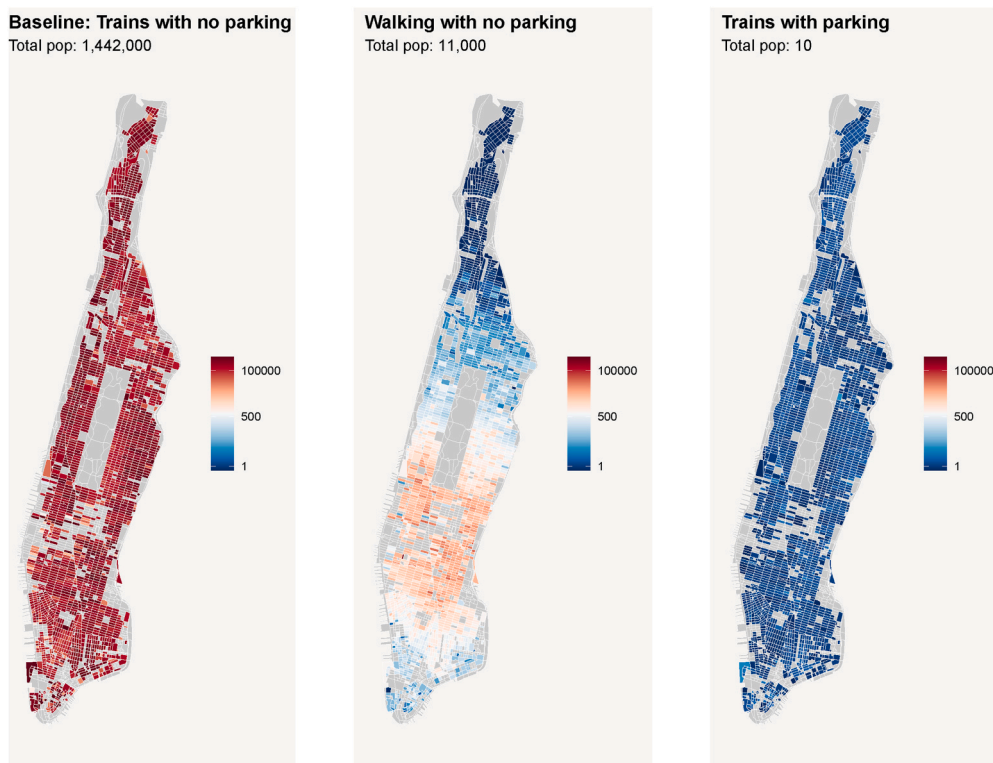 Baseline: Trains with no parking
Total pop: 1,442,000
100000
500
1
Walking with no parking
Total pop: 11,000
100000
500
1
Trains with parking
Total pop: 10
100000
500
1